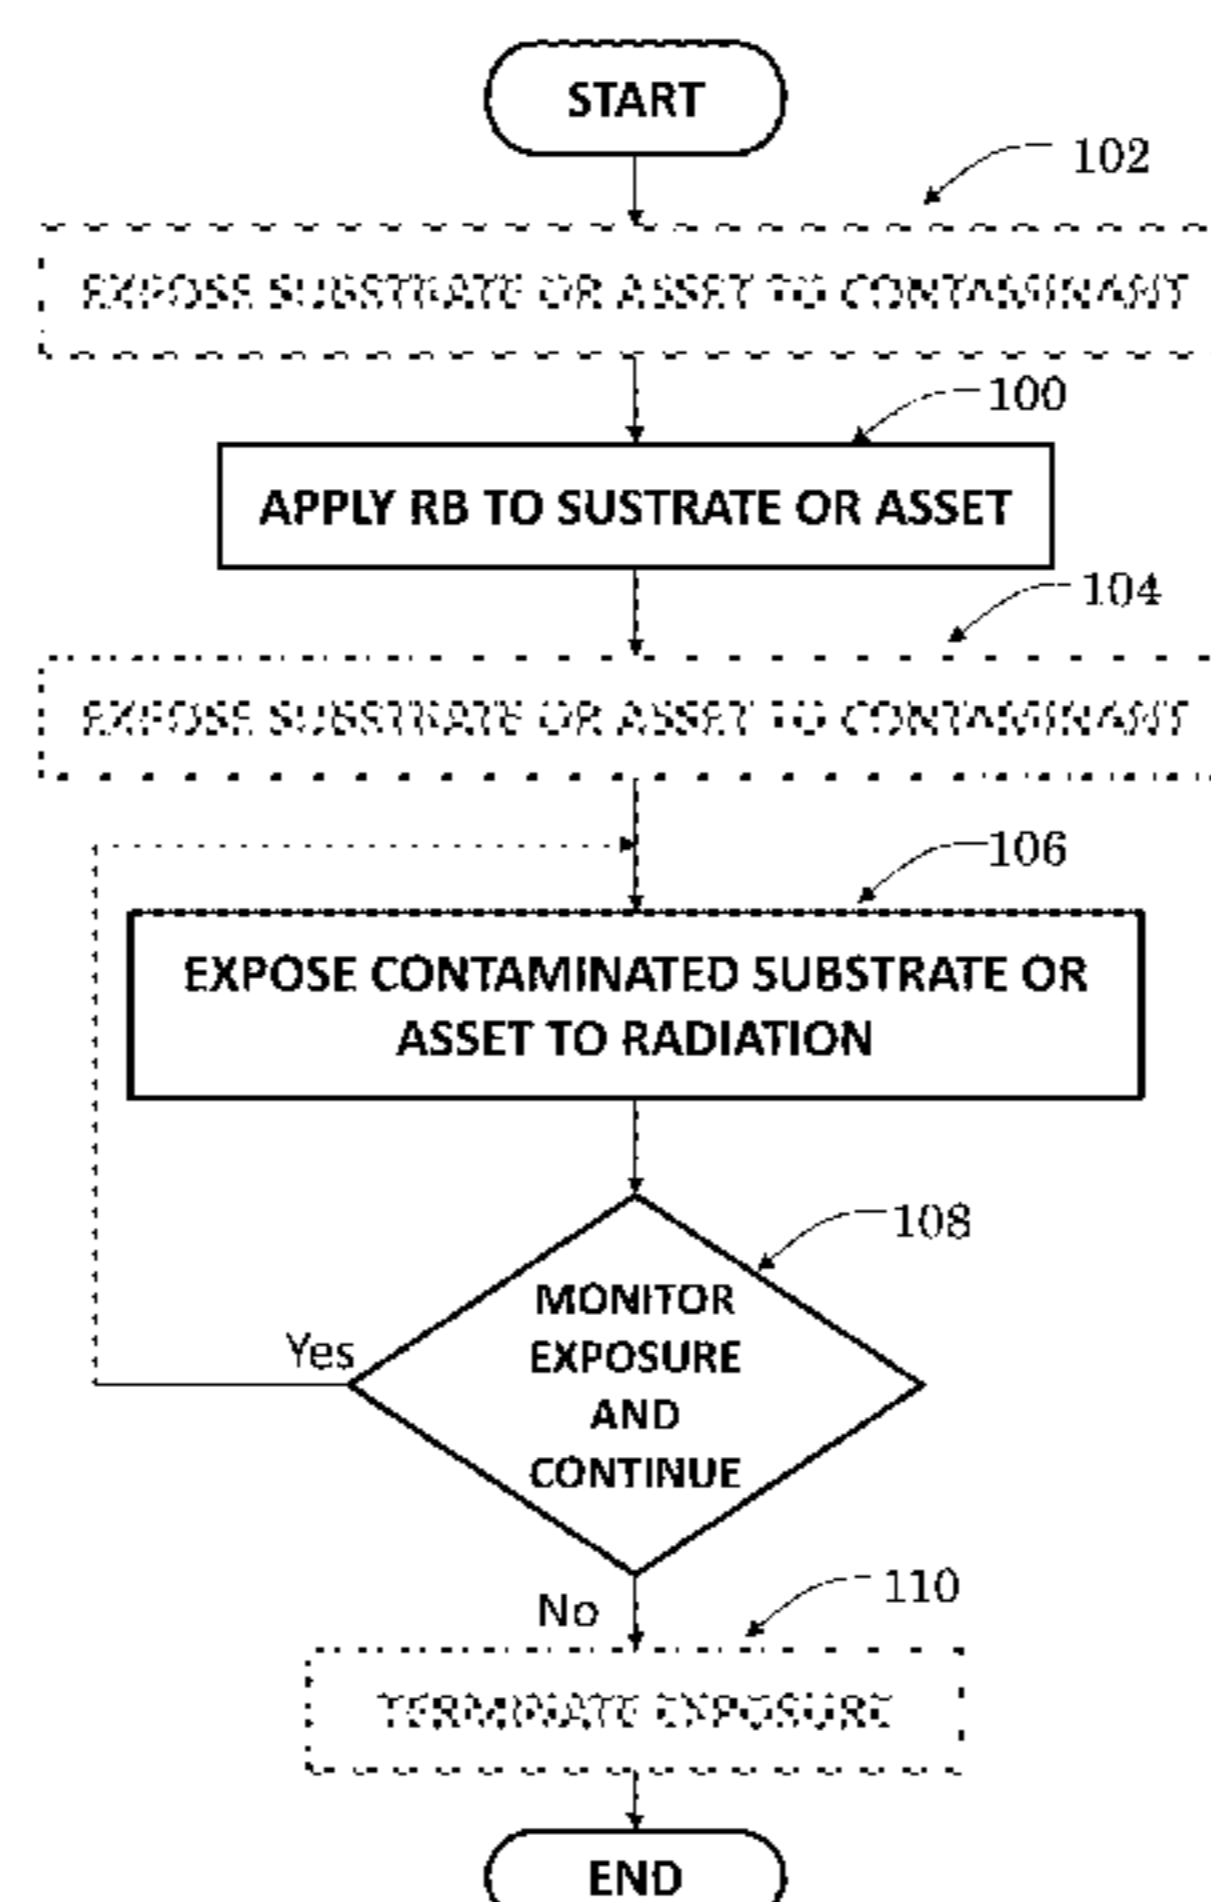 START
102
EXPOSE SUBSTRATE OR ASSET TO CONTAMINANT
100
APPLY RB TO SUSTRATE OR ASSET
104
EXPOSE SUBSTRATE OR ASSET TO CONTAMINANT
106
EXPOSE CONTAMINATED SUBSTRATE OR
ASSET TO RADIATION
108
MONITOR
EXPOSURE
AND
CONTINUE
Yes
No
110
TERMINATE EXPOSURE
END